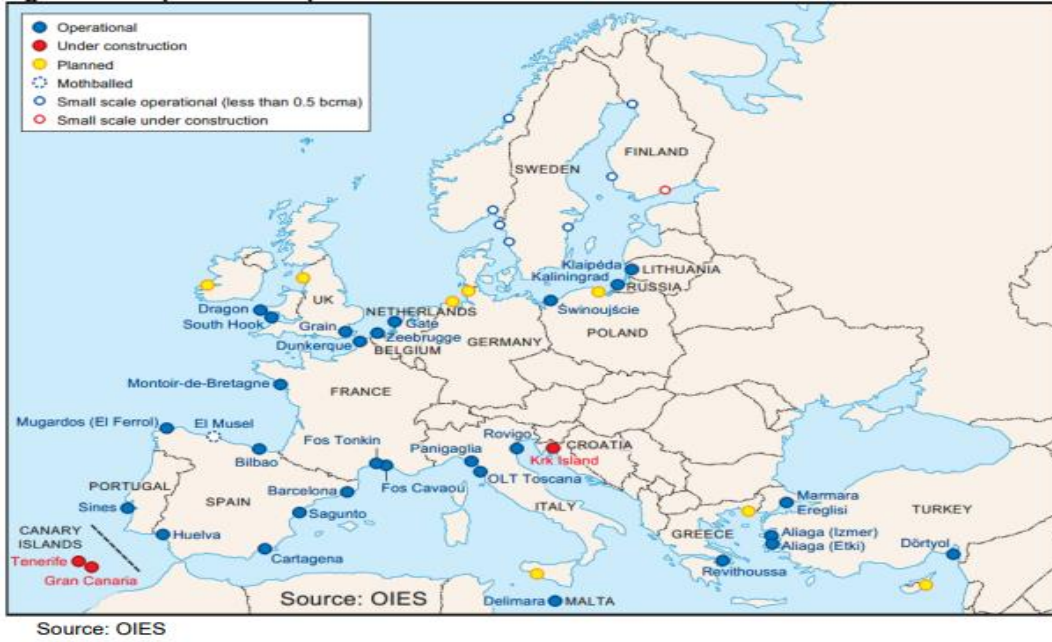 Operational
Under construction
Planned
Mothballed
Small scale operational (less than 0.5 bcma)
Small scale under construction
FINLAND
SWEDEN
Klaipėda
LITHUANIA
Kaliningrad
RUSSIA
Świnoujście
UK
NETHERLANDS
Dragon
South Hook
Grain
Gate
Zeebrugge
Dunkerque
BELGIUM
GERMANY
POLAND
Montoir-de-Bretagne
FRANCE
Mugardos (El Ferrol)
El Musel
Bilbao
Fos Tonkin
Fos Cavaou
Panigaglia
Rovigo
CROATIA
Krk Island
OLT Toscana
ITALY
PORTUGAL
SPAIN
Barcelona
Sines
Sagunto
Huelva
Cartagena
CANARY
ISLANDS
Tenerife
Gran Canaria
Marmara
Ereglisi
TURKEY
GREECE
Aliaga (Izmer)
Aliaga (Etki)
Dörtyol
Revithoussa
Delimara
MALTA
Source: OIES
Source: OIES